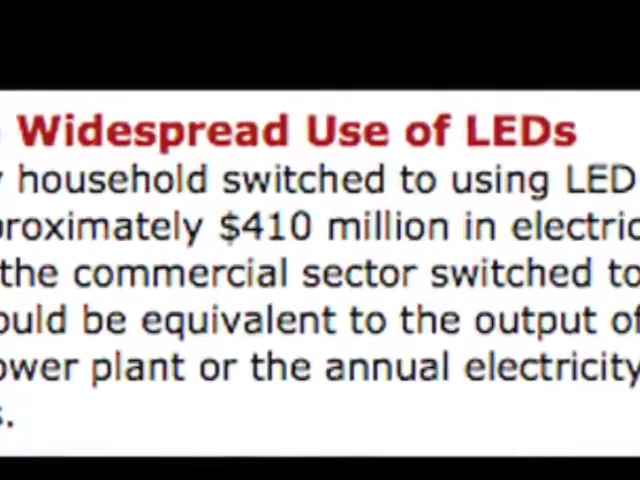 Widespread Use of LEDs
household switched to using LED
proximately $410 million in electric
the commercial sector switched to
ould be equivalent to the output of
ower plant or the annual electricity
s.